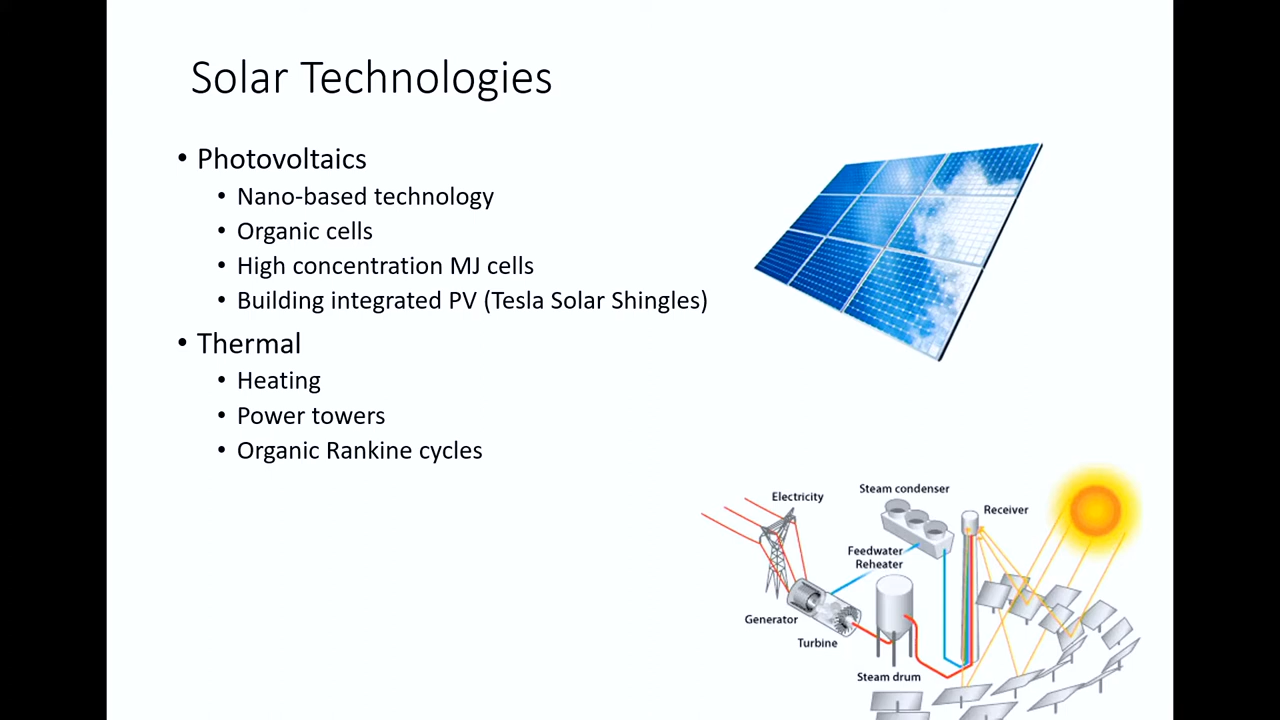 Solar Technologies
• Photovoltaics
• Nano-based technology
• Organic cells
• High concentration MJ cells
• Building integrated PV (Tesla Solar Shingles)
• Thermal
• Heating
• Power towers
• Organic Rankine cycles
Electricity
Steam condenser
Receiver
Feedwater
Reheater
Generator
Turbine
Steam drum